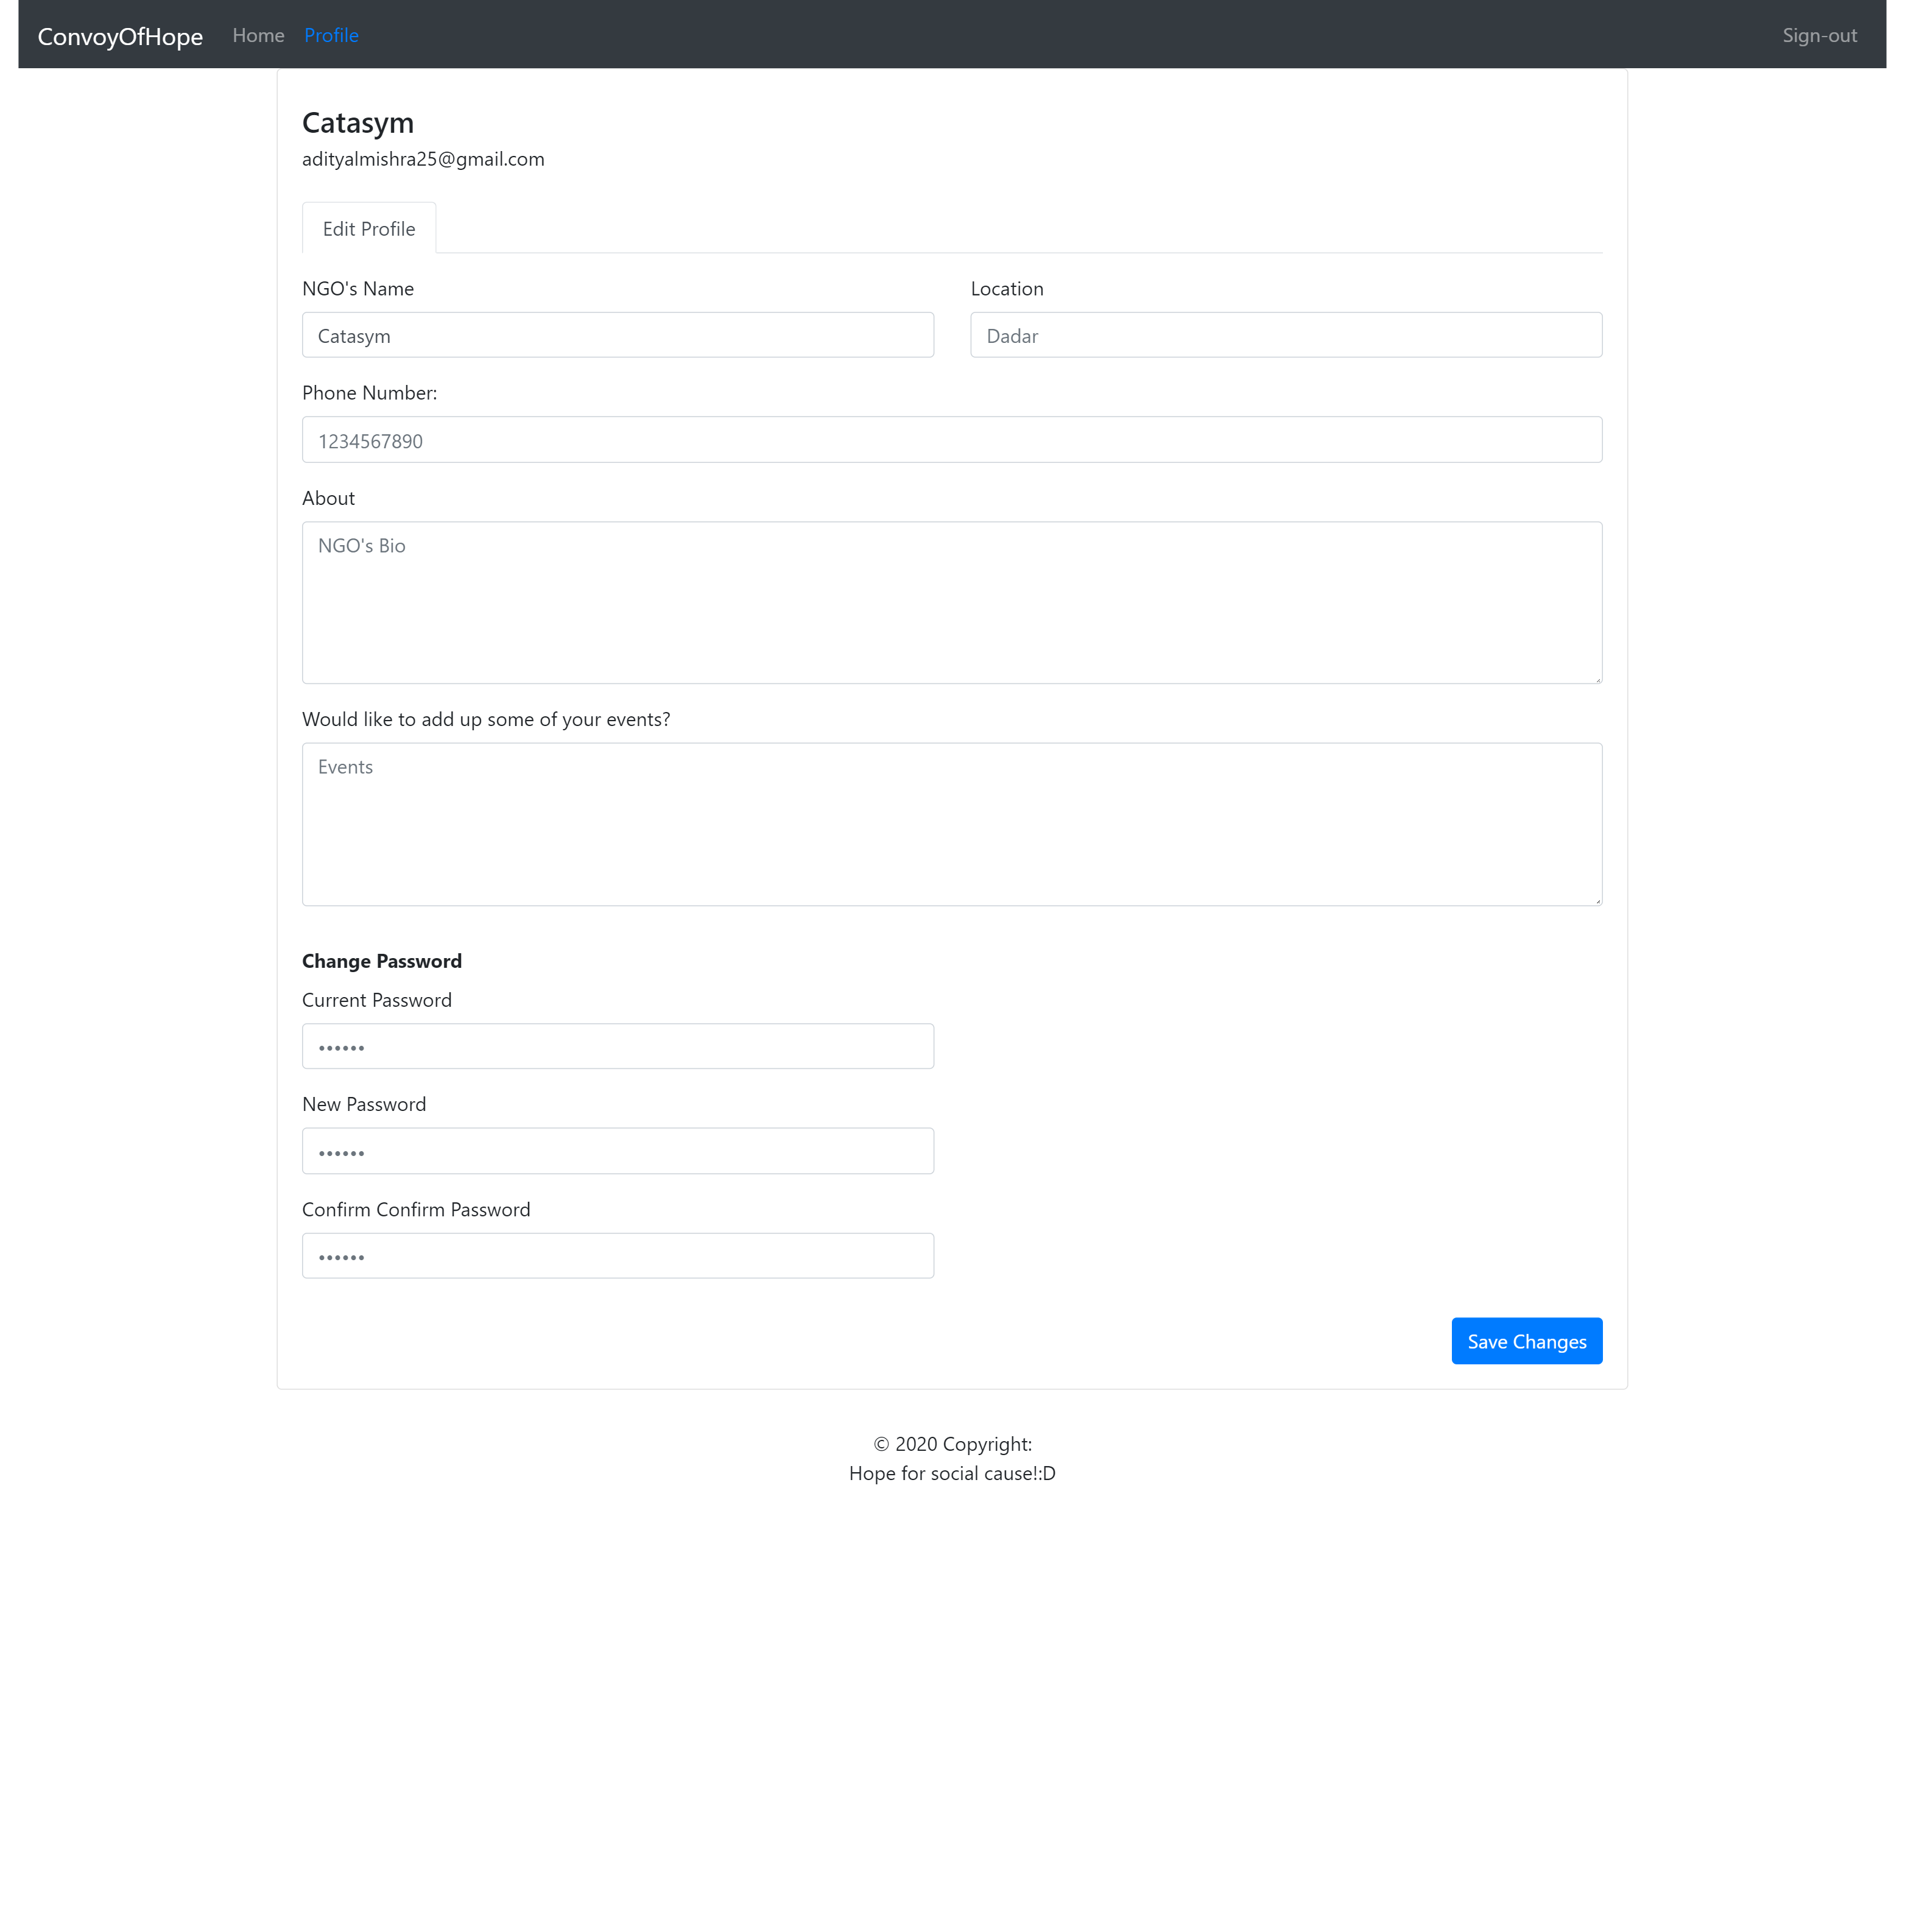 ConvoyOfHope Home Profile Sign-out
Catasym
adityalmishra25@gmail.com
Edit Profile
NGO's Name Location
Catasym Dadar
Phone Number:
1234567890
About
NGO's Bio
Would like to add up some of your events?
Events
Change Password
Current Password
••••••
New Password
••••••
Confirm Confirm Password
••••••
Save Changes
© 2020 Copyright:
Hope for social cause!:D